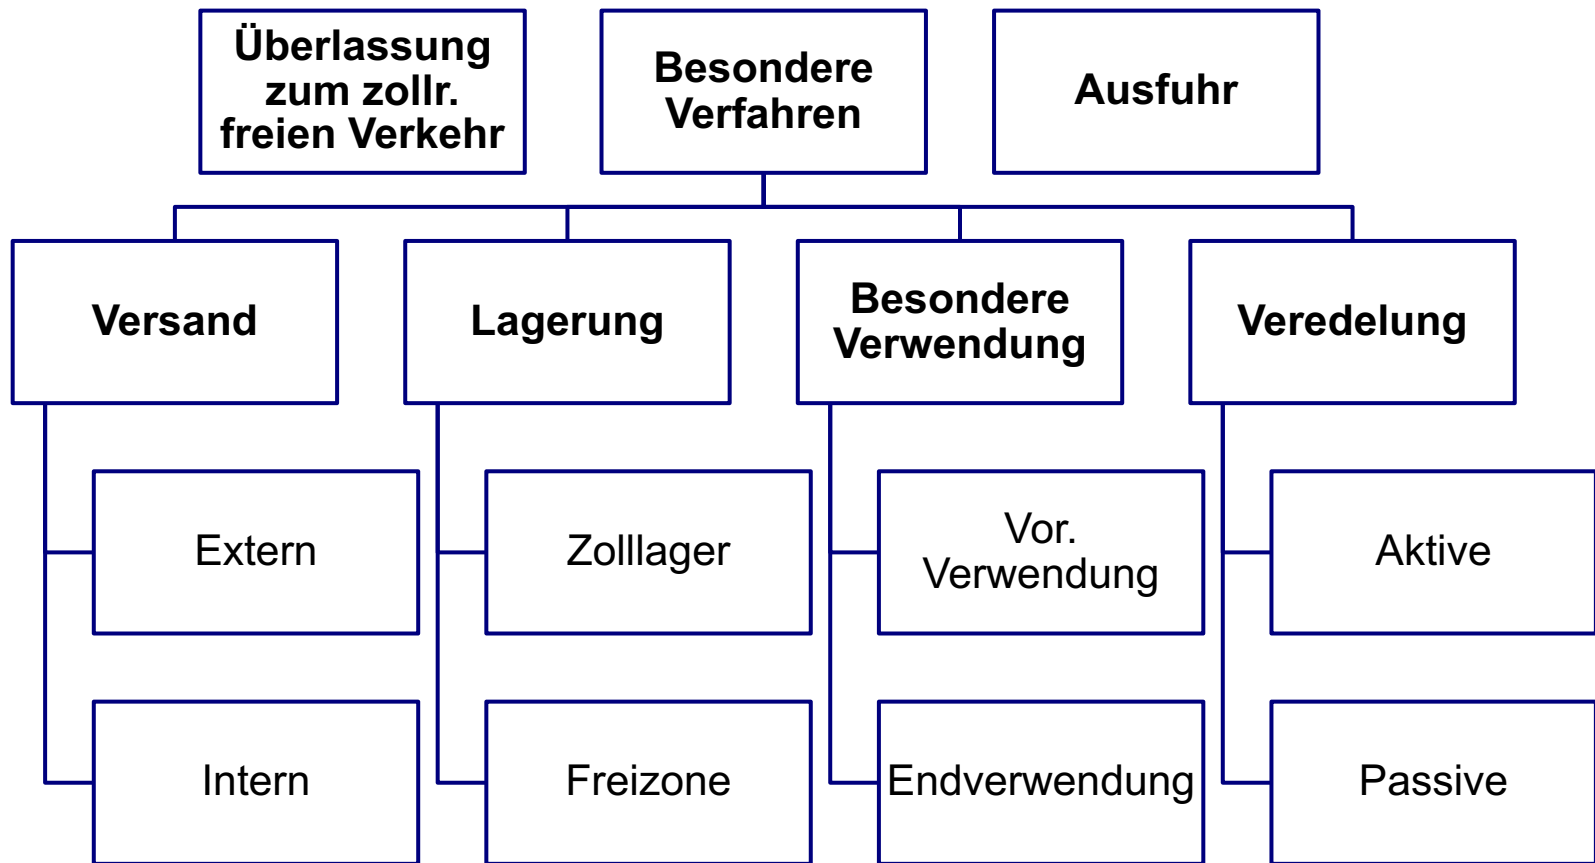 Überlassung
zum zollr.
freien Verkehr
Besondere
Verfahren
Ausfuhr
Versand
Lagerung
Besondere
Verwendung
Veredelung
Extern
Zolllager
Vor.
Verwendung
Aktive
Intern
Freizone
Endverwendung
Passive